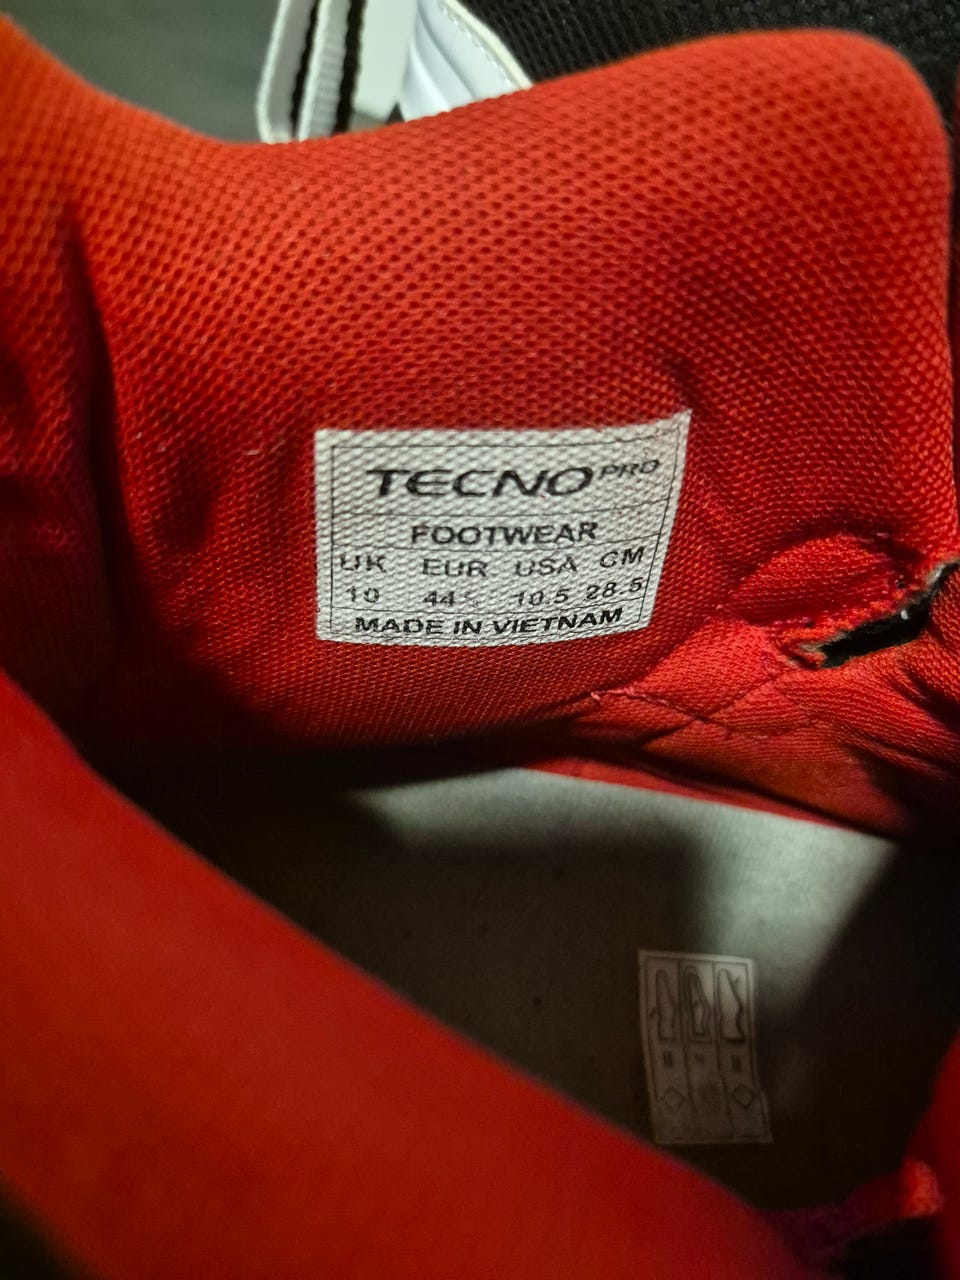 TECNO PRO
FOOTWEAR
UK EUR USA CM
10 44 10.5 28.5
MADE IN VIETNAM